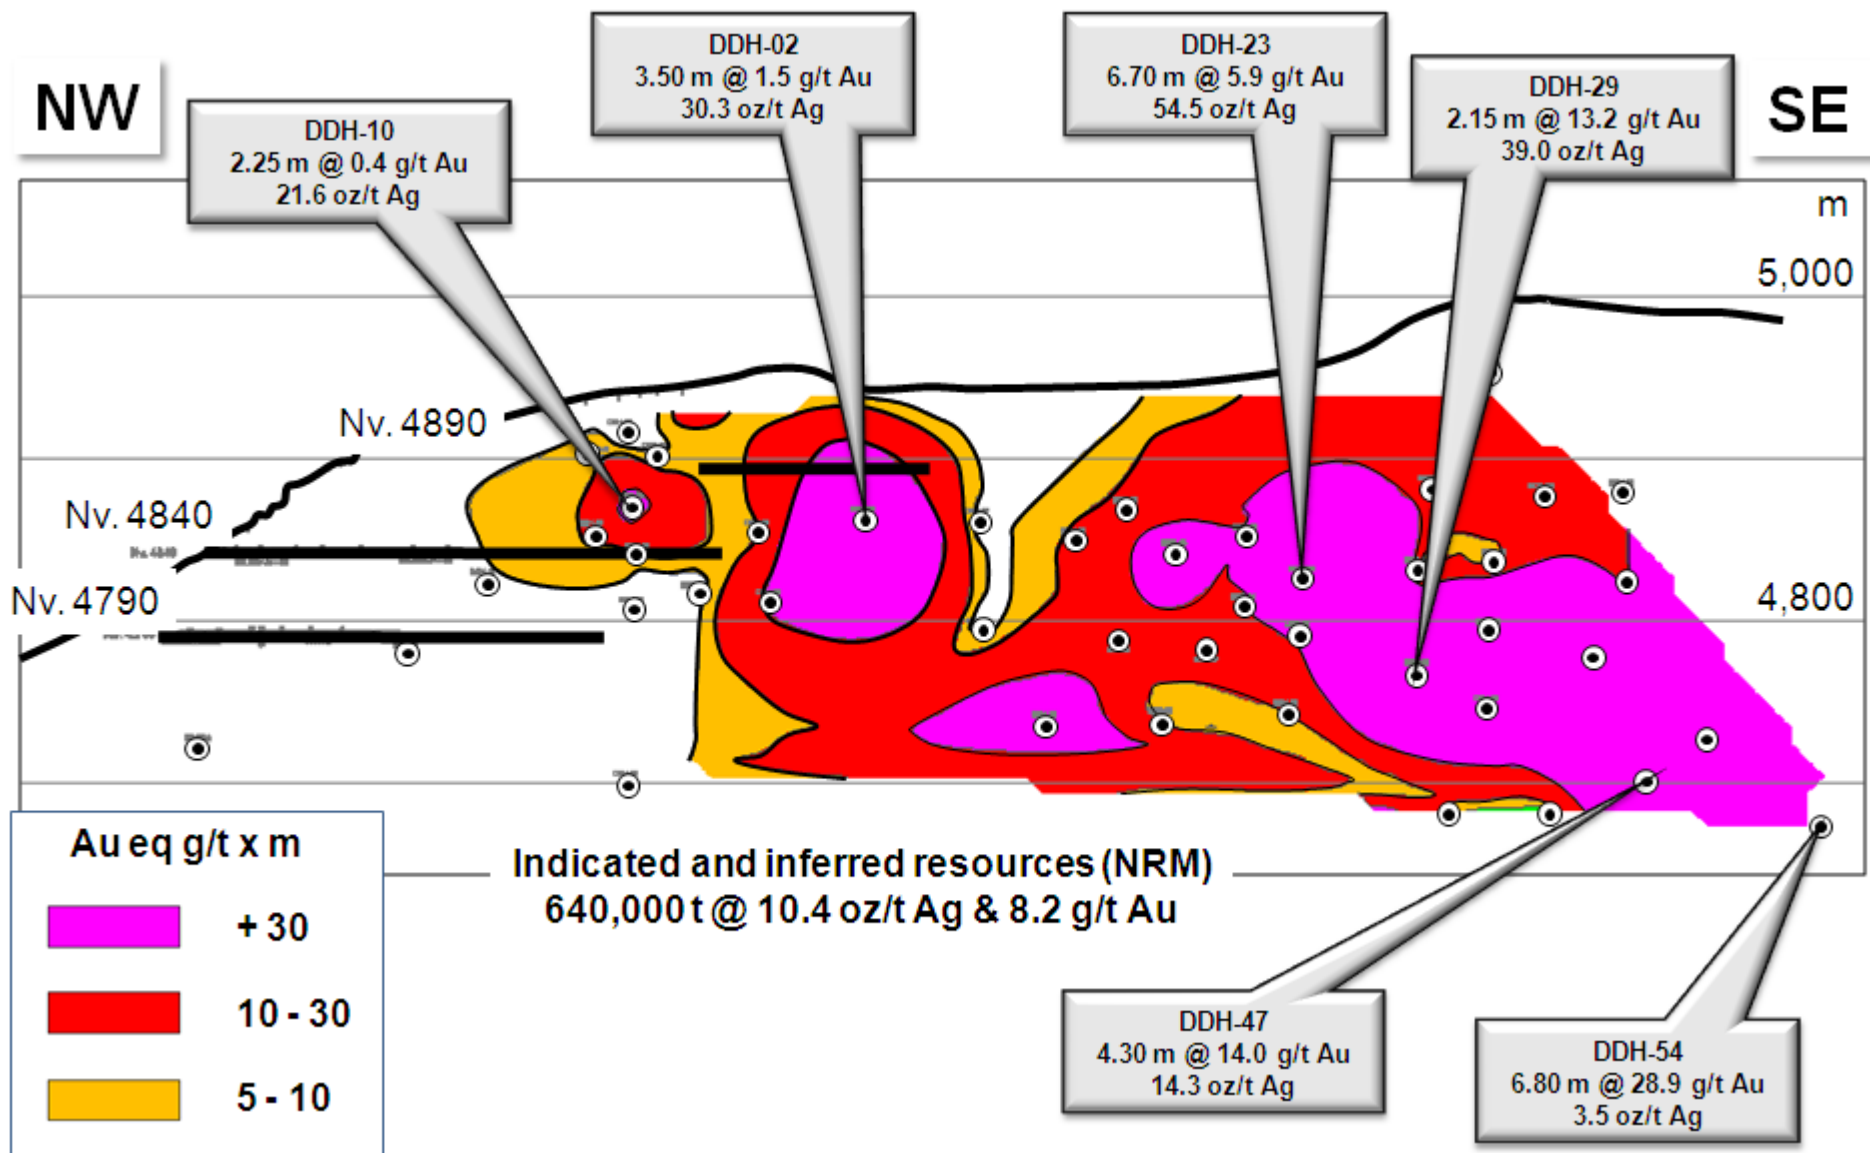 NW
DDH-10
2.25 m @ 0.4 g/t Au
21.6 oz/t Ag
DDH-02
3.50 m @ 1.5 g/t Au
30.3 oz/t Ag
DDH-23
6.70 m @ 5.9 g/t Au
54.5 oz/t Ag
DDH-29
2.15 m @ 13.2 g/t Au
39.0 oz/t Ag
SE
m
5,000
Nv. 4890
Nv. 4840
Nv. 4790
4,800
Au eq g/t x m
+ 30
10 - 30
5 - 10
Indicated and inferred resources (NRM)
640,000 t @ 10.4 oz/t Ag & 8.2 g/t Au
DDH-47
4.30 m @ 14.0 g/t Au
14.3 oz/t Ag
DDH-54
6.80 m @ 28.9 g/t Au
3.5 oz/t Ag